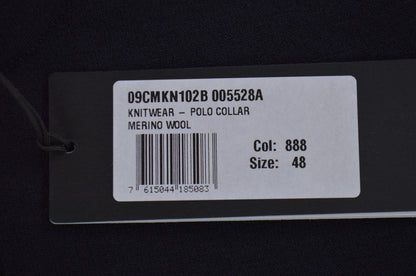 09CMKN102B 005528A
KNITWEAR – POLO COLLAR
MERINO WOOL
Col: 888
Size: 48
7 615044 185083